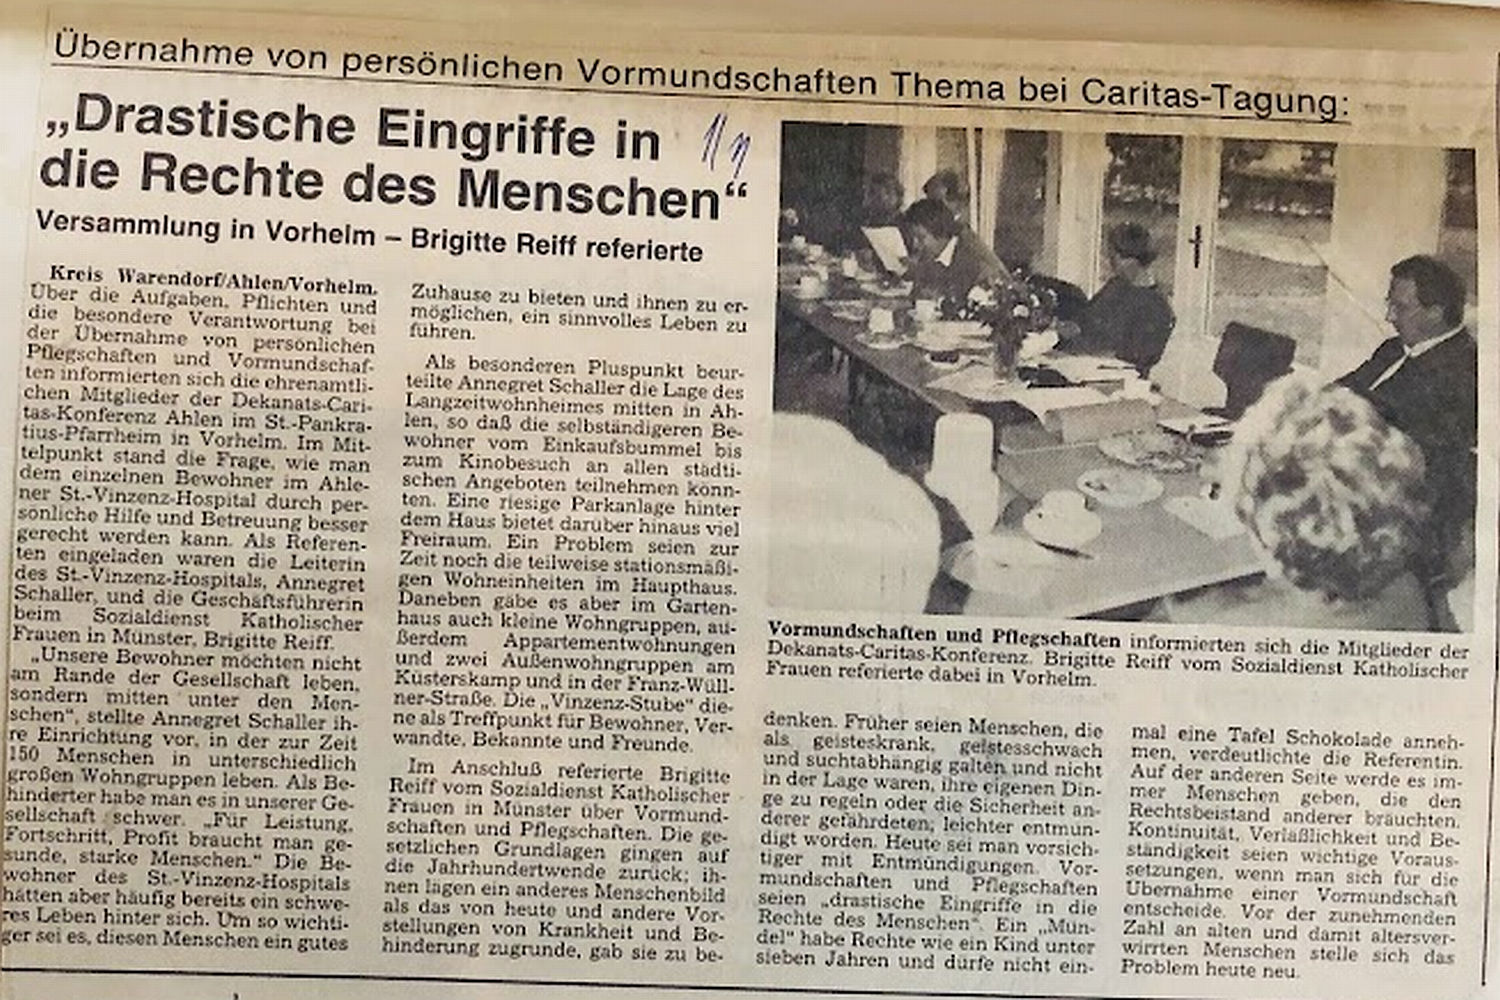 Übernahme von persönlichen Vormundschaften Thema bei Caritas-Tagung:
„Drastische Eingriffe in
die Rechte des Menschen“
Versammlung in Vorhelm – Brigitte Reiff referierte
Kreis Warendorf/Ahlen/Vorhelm.
Über die Aufgaben, Pflichten und
die besondere Verantwortung bei
der Übernahme von persönlichen
Pflegschaften und Vormundschaf-
ten informierten sich die ehrenamtli-
chen Mitglieder der Dekanats-Cari-
tas-Konferenz Ahlen im St.-Pankra-
tius-Pfarrheim in Vorhelm. Im Mit-
telpunkt stand die Frage, wie man
dem einzelnen Bewohner im Ahle-
ner St.-Vinzenz-Hospital durch per-
sönliche Hilfe und Betreuung besser
gerecht werden kann. Als Referen-
ten eingeladen waren die Leiterin
des St.-Vinzenz-Hospitals, Annegret
Schaller, und die Geschäftsführerin
beim Sozialdienst Katholischer
Frauen in Münster, Brigitte Reiff.
„Unsere Bewohner möchten nicht
am Rande der Gesellschaft leben,
sondern mitten unter den Men-
schen“, stellte Annegret Schaller ih-
re Einrichtung vor, in der zur Zeit
150 Menschen in unterschiedlich
großen Wohngruppen leben. Als Be-
hinderter habe man es in unserer Ge-
sellschaft schwer. „Für Leistung,
Fortschritt, Profit braucht man ge-
sunde, starke Menschen.“ Die Be-
wohner des St.-Vinzenz-Hospitals
hätten aber häufig bereits ein schwe-
res Leben hinter sich. Um so wichti-
ger sei es, diesen Menschen ein gutes
Zuhause zu bieten und ihnen zu er-
möglichen, ein sinnvolles Leben zu
führen.
Als besonderen Pluspunkt beur-
teilte Annegret Schaller die Lage des
Langzeitwohnheimes mitten in Ah-
len, so daß die selbständigeren Be-
wohner vom Einkaufsbummel bis
zum Kinobesuch an allen städti-
schen Angeboten teilnehmen könn-
ten. Eine riesige Parkanlage hinter
dem Haus bietet darüber hinaus viel
Freiraum. Ein Problem seien zur
Zeit noch die teilweise stationsmäßi-
gen Wohneinheiten im Haupthaus.
Daneben gäbe es aber im Garten-
haus auch kleine Wohngruppen, au-
ßerdem Appartementwohnungen
und zwei Außenwohngruppen am
Küsterskamp und in der Franz-Wüll-
ner-Straße. Die „Vinzenz-Stube“ die-
ne als Treffpunkt für Bewohner, Ver-
wandte, Bekannte und Freunde.
Im Anschluß referierte Brigitte
Reiff vom Sozialdienst Katholischer
Frauen in Münster über Vormund-
schaften und Pflegschaften. Die ge-
setzlichen Grundlagen gingen auf
die Jahrhundertwende zurück; ih-
nen lagen ein anderes Menschenbild
als das von heute und andere Vor-
stellungen von Krankheit und Be-
hinderung zugrunde, gab sie zu be-
Vormundschaften und Pflegschaften informierten sich die Mitglieder der
Dekanats-Caritas-Konferenz. Brigitte Reiff vom Sozialdienst Katholischer
Frauen referierte dabei in Vorhelm.
denken. Früher seien Menschen, die
als geisteskrank, geistesschwach
und suchtabhängig galten und nicht
in der Lage waren, ihre eigenen Din-
ge zu regeln oder die Sicherheit an-
derer gefährdeten, leichter entmün-
digt worden. Heute sei man vorsich-
tiger mit Entmündigungen. Vor-
mundschaften und Pflegschaften
seien „drastische Eingriffe in die
Rechte des Menschen“. Ein „Mün-
del“ habe Rechte wie ein Kind unter
sieben Jahren und dürfe nicht ein-
mal eine Tafel Schokolade anneh-
men, verdeutlichte die Referentin.
Auf der anderen Seite werde es im-
mer Menschen geben, die den
Rechtsbeistand anderer bräuchten.
Kontinuität, Verläßlichkeit und Be-
ständigkeit seien wichtige Voraus-
setzungen, wenn man sich für die
Übernahme einer Vormundschaft
entscheide. Vor der zunehmenden
Zahl an alten und damit altersver-
wirrten Menschen stelle sich das
Problem heute neu.